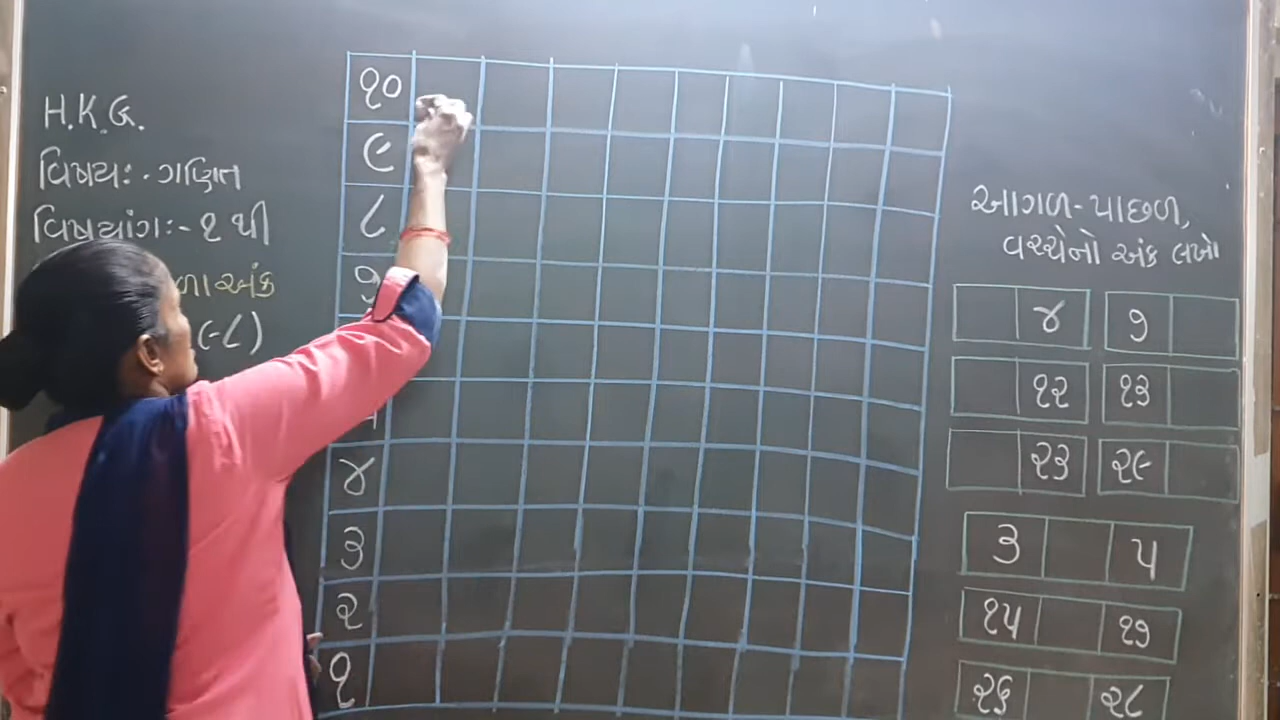 H.K.G.
વિષયઃ- ગણિત
વિષયાંગઃ- ૨ થી
ળા અંક
(-૮)
૧૦
૯
૮
૭
૪
૩
૨
૧
આગળ-પાછળ,
વચ્ચેનો અંક લખો
૪ ૭
૧૨ ૧૩
૨૩ ૨૯
૩ ૫
૧૫ ૧૭
૨૬ ૨૮